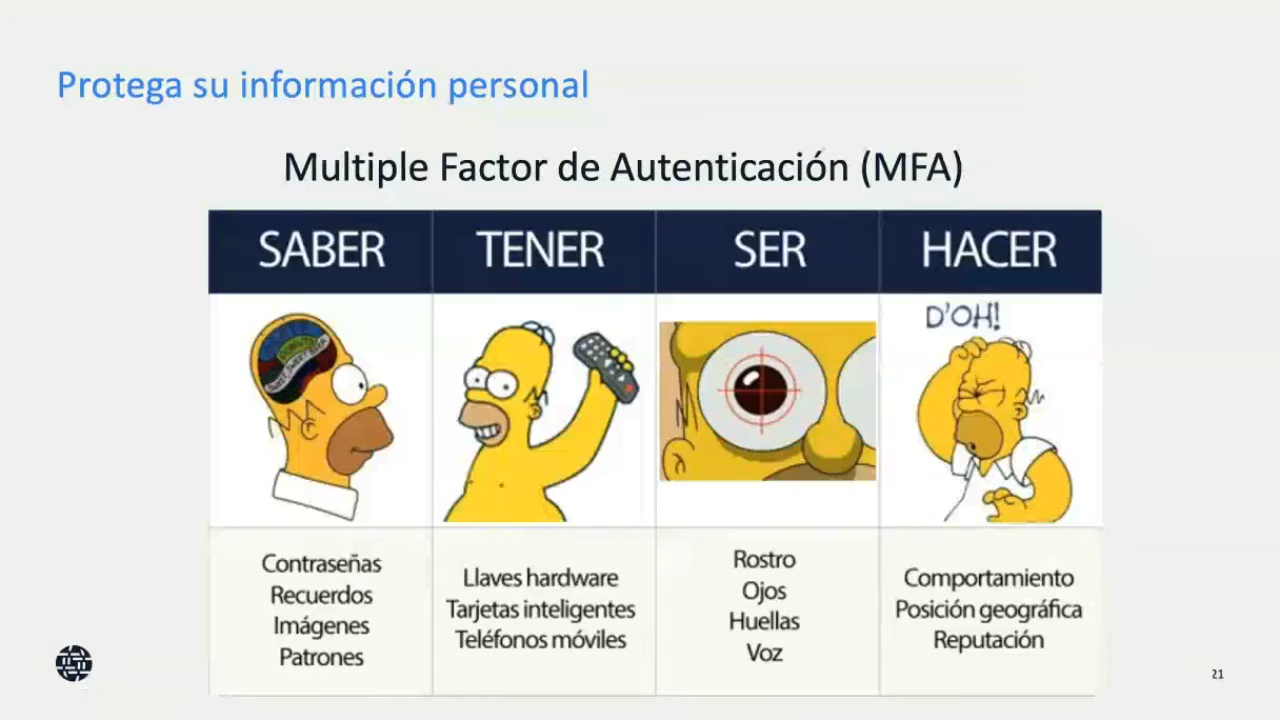 Protega su información personal
Multiple Factor de Autenticación (MFA)
SABER
TENER
SER
HACER
D'OH!
Contraseñas
Recuerdos
Imágenes
Patrones
Llaves hardware
Tarjetas inteligentes
Teléfonos móviles
Rostro
Ojos
Huellas
Voz
Comportamiento
Posición geográfica
Reputación
21